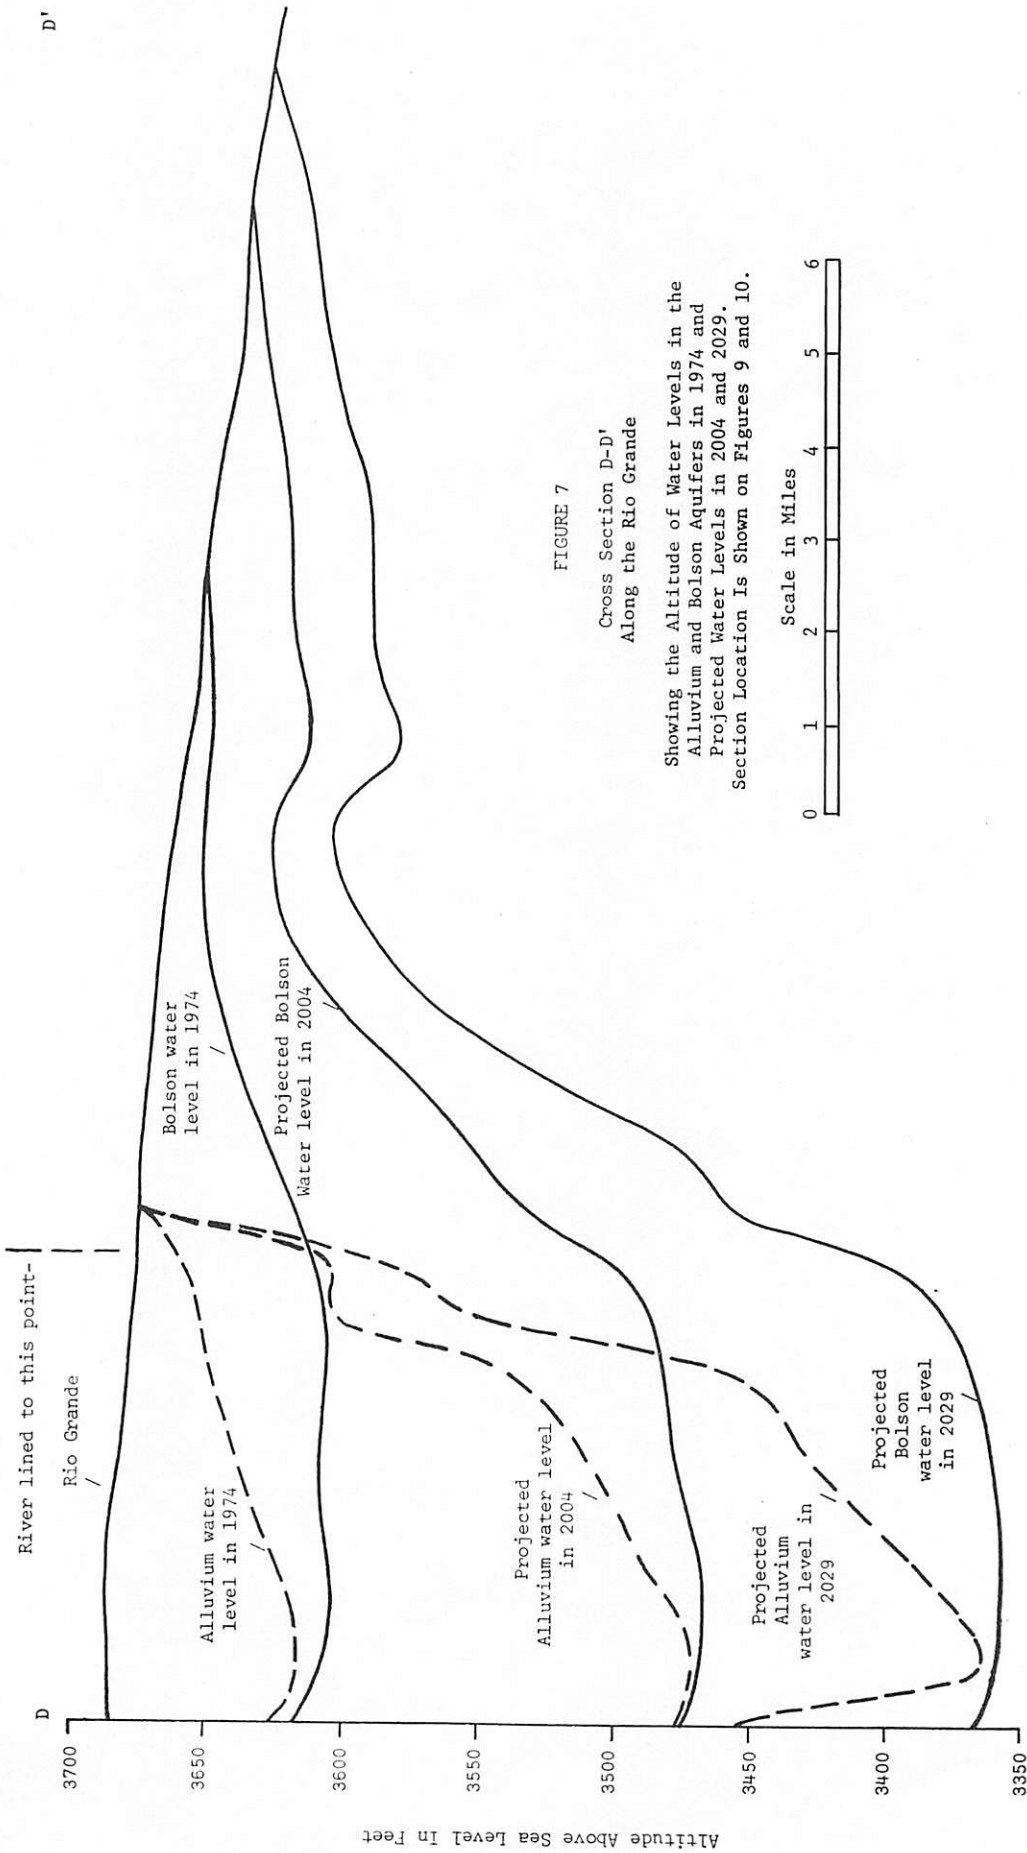 D
D'
River lined to this point-
Rio Grande
Alluvium water
level in 1974
Bolson water
level in 1974
Projected Bolson
Water level in 2004
Projected
Alluvium water level
in 2004
Projected
Alluvium
water level in
2029
Projected
Bolson
water level
in 2029
3700
3650
3600
3500
3450
3400
3350
Altitude Above Sea Level In Feet
FIGURE 7
Cross Section D-D'
Along the Rio Grande
Showing the Altitude of Water Levels in the
Alluvium and Bolson Aquifers in 1974 and
Projected Water Levels in 2004 and 2029.
Section Location Is Shown on Figures 9 and 10.
Scale in Miles
0 1 2 3 4 5 6